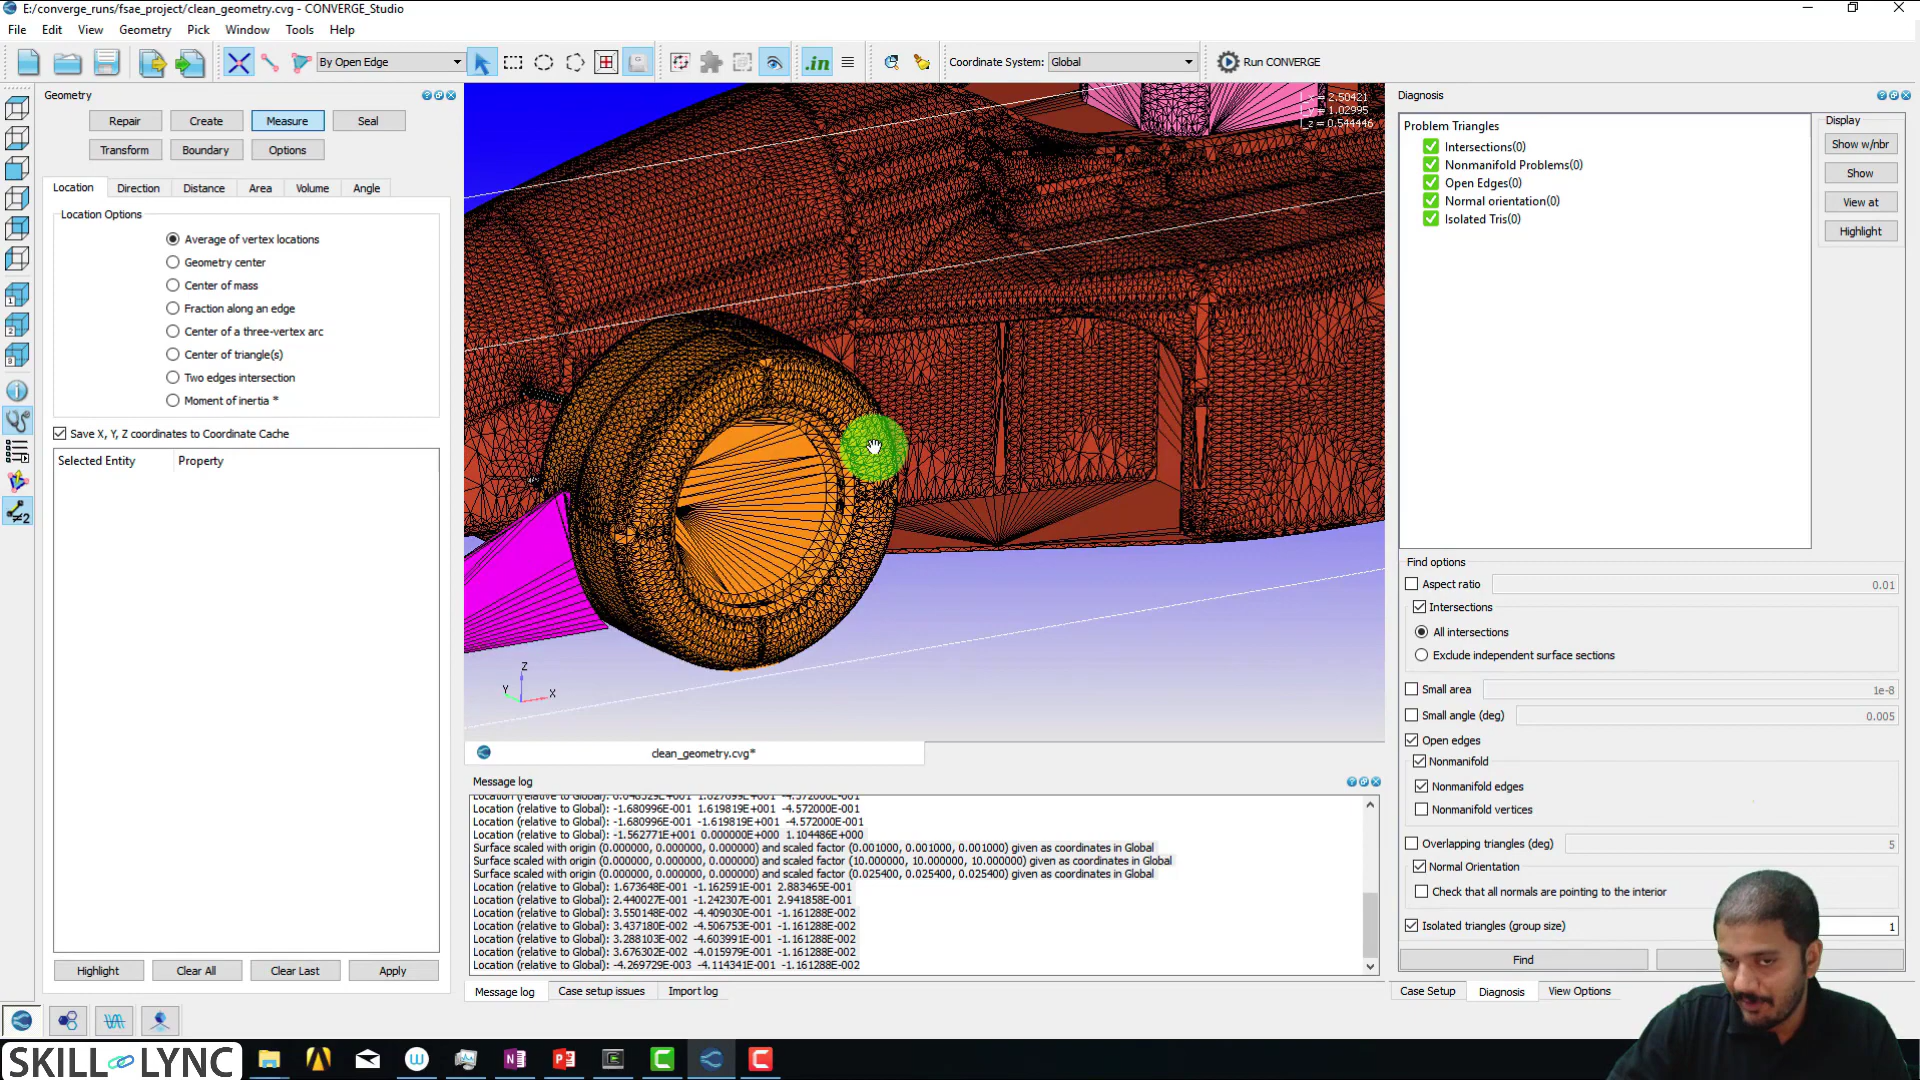 E:/converge_runs/fsae_project/clean_geometry.cvg - CONVERGE_Studio
File Edit View Geometry Pick Window Tools Help
By Open Edge
.in
Coordinate System: Global
Run CONVERGE
Geometry
Repair Create Measure Seal
Transform Boundary Options
Location Direction Distance Area Volume Angle
Location Options
Average of vertex locations
Geometry center
Center of mass
Fraction along an edge
Center of a three-vertex arc
Center of triangle(s)
Two edges intersection
Moment of inertia *
Save X, Y, Z coordinates to Coordinate Cache
Selected Entity Property
Highlight Clear All Clear Last Apply
x = 2.50421
y = 1.02995
z = 0.544446
Z
Y
X
clean_geometry.cvg*
Message log
Location (relative to Global): -1.680996E-001 1.619819E+001 -4.572000E-001
Location (relative to Global): -1.680996E-001 -1.619819E+001 -4.572000E-001
Location (relative to Global): -1.562771E+001 0.000000E+000 1.104486E+000
Surface scaled with origin (0.000000, 0.000000, 0.000000) and scaled factor (0.001000, 0.001000, 0.001000) given as coordinates in Global
Surface scaled with origin (0.000000, 0.000000, 0.000000) and scaled factor (10.000000, 10.000000, 10.000000) given as coordinates in Global
Surface scaled with origin (0.000000, 0.000000, 0.000000) and scaled factor (0.025400, 0.025400, 0.025400) given as coordinates in Global
Location (relative to Global): 1.673648E-001 -1.162591E-001 2.883465E-001
Location (relative to Global): 2.440027E-001 -1.242307E-001 2.941858E-001
Location (relative to Global): 3.550148E-002 -4.409030E-001 -1.161288E-002
Location (relative to Global): 3.437180E-002 -4.506753E-001 -1.161288E-002
Location (relative to Global): 3.288103E-002 -4.603991E-001 -1.161288E-002
Location (relative to Global): 3.676302E-002 -4.015979E-001 -1.161288E-002
Location (relative to Global): -4.269729E-003 -4.114341E-001 -1.161288E-002
Message log Case setup issues Import log
Diagnosis
Problem Triangles
Intersections(0)
Nonmanifold Problems(0)
Open Edges(0)
Normal orientation(0)
Isolated Tris(0)
Display
Show w/nbr
Show
View at
Highlight
Find options
Aspect ratio 0.01
Intersections
All intersections
Exclude independent surface sections
Small area 1e-8
Small angle (deg) 0.005
Open edges
Nonmanifold
Nonmanifold edges
Nonmanifold vertices
Overlapping triangles (deg) 5
Normal Orientation
Check that all normals are pointing to the interior
Isolated triangles (group size) 1
Find
Case Setup Diagnosis View Options
SKILL LYNC